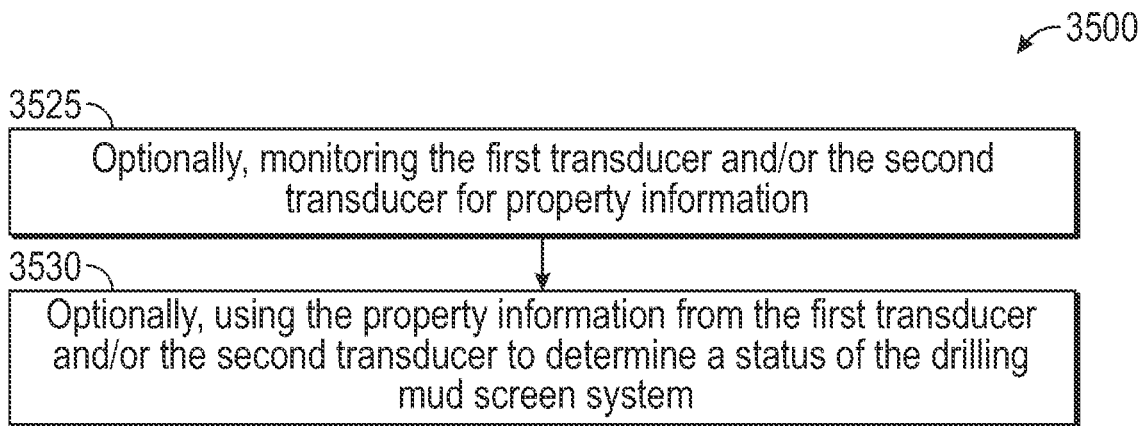 3500
3525
Optionally, monitoring the first transducer and/or the second
transducer for property information
3530
Optionally, using the property information from the first transducer
and/or the second transducer to determine a status of the drilling
mud screen system